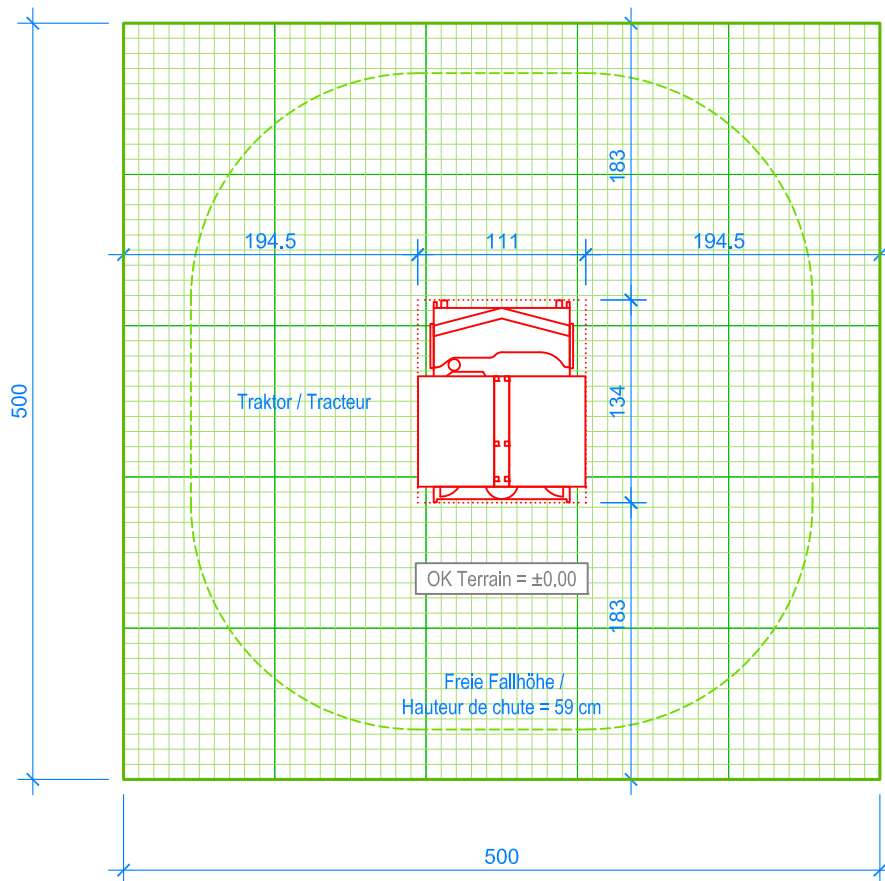 183
194.5
111
194.5
500
134
Traktor / Tracteur
OK Terrain = ±0.00
183
Freie Fallhöhe /
Hauteur de chute = 59 cm
500